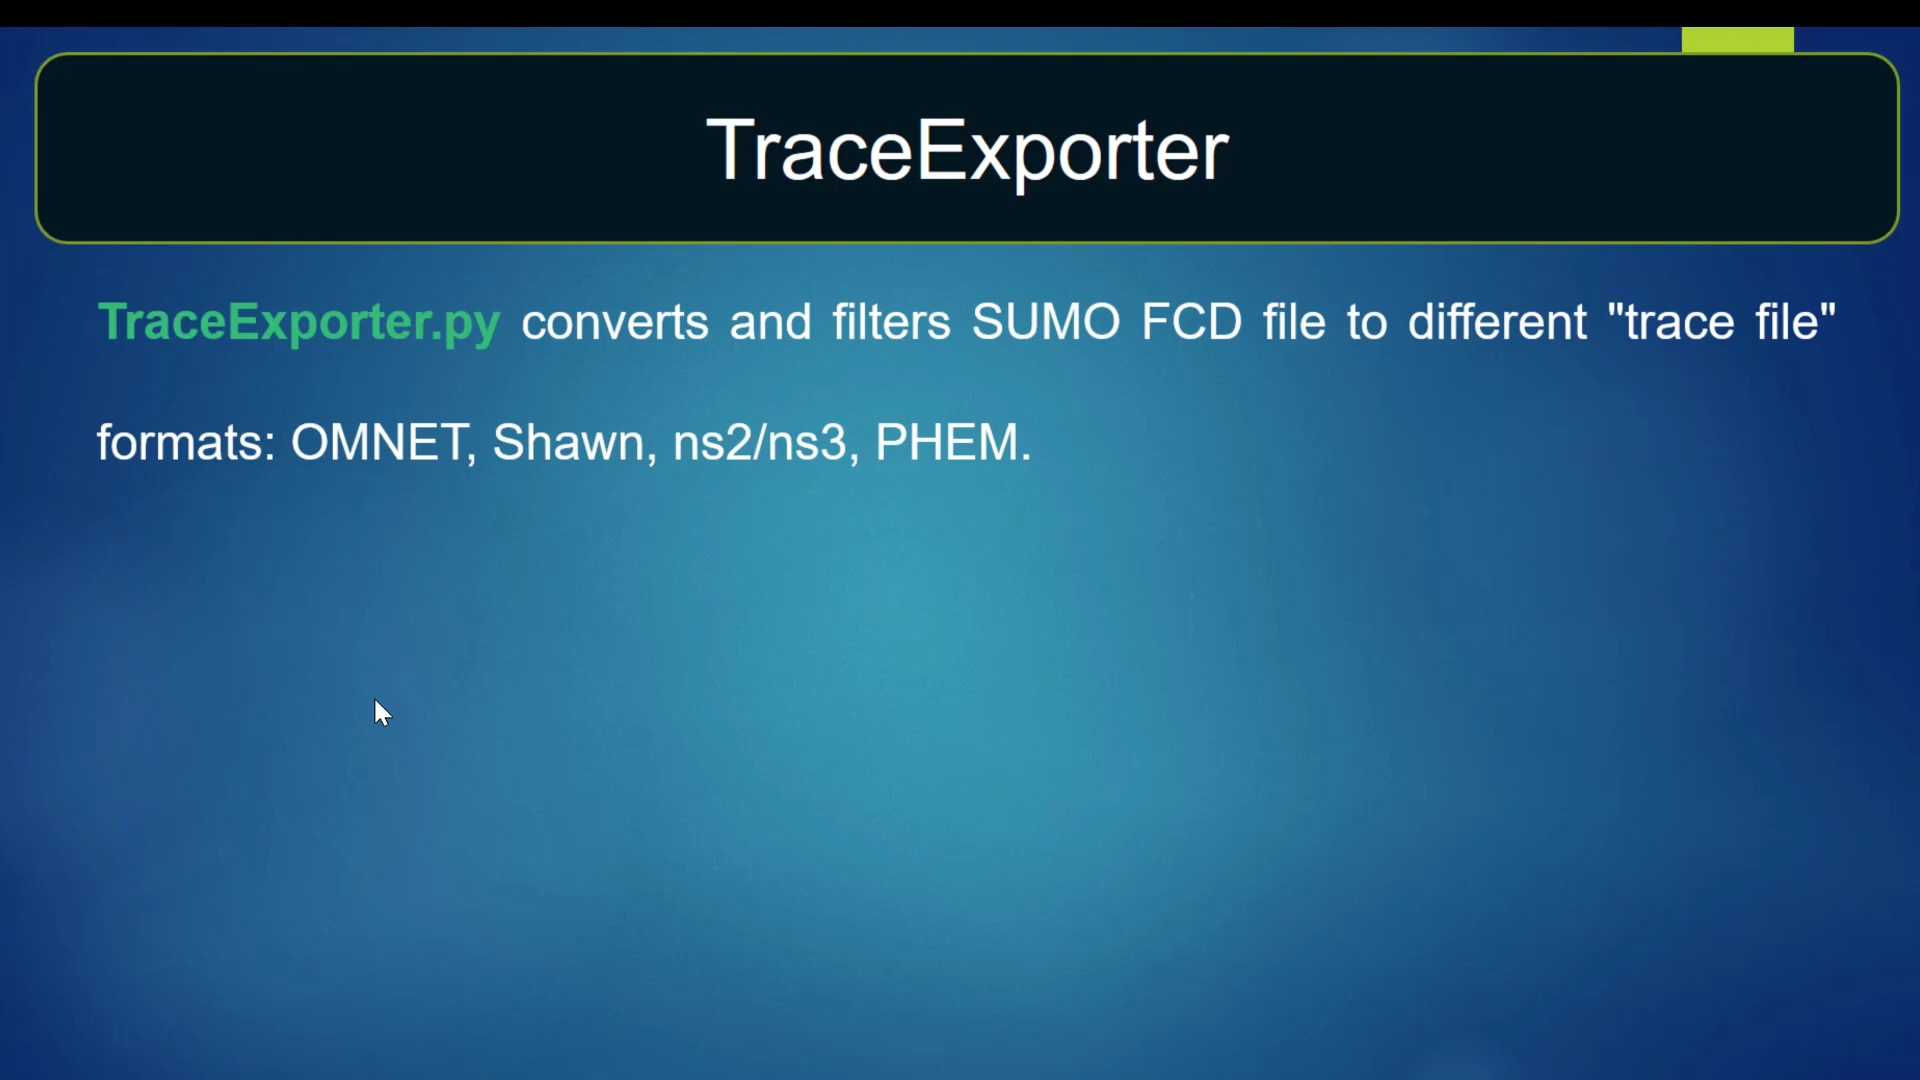 TraceExporter
TraceExporter.py converts and filters SUMO FCD file to different "trace file"
formats: OMNET, Shawn, ns2/ns3, PHEM.